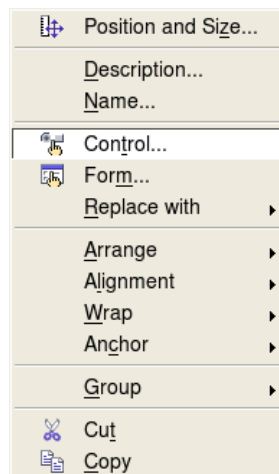 Position and Size...
Description...
Name...
Control...
Form...
Replace with
Arrange
Alignment
Wrap
Anchor
Group
Cut
Copy